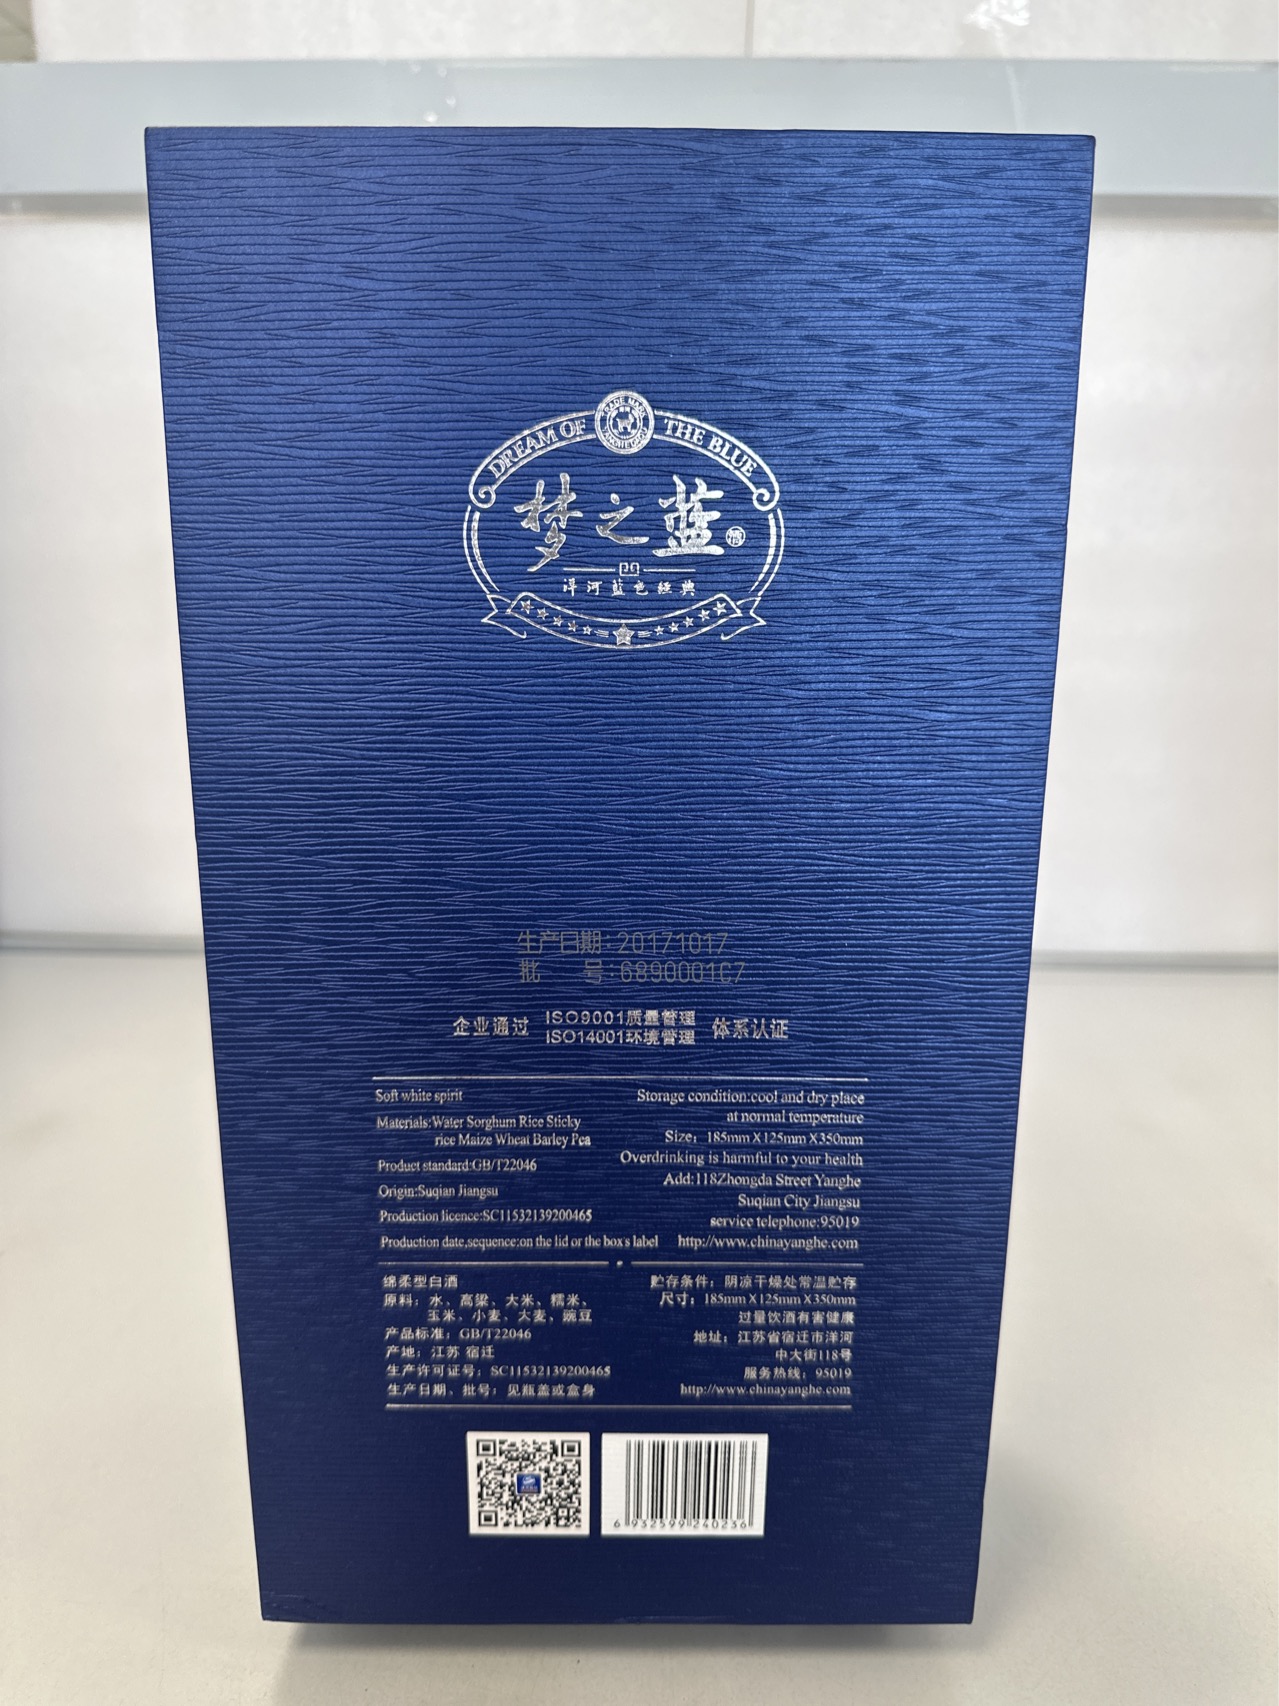 TRADE MARK
DREAM OF THE BLUE
梦之蓝
酒
洋河蓝色经典
生产日期:20171017
批 号:6890001C7
企业通过 ISO9001质量管理 体系认证
ISO14001环境管理
Soft white spirit
Materials:Water Sorghum Rice Sticky
rice Maize Wheat Barley Pea
Product standard:GB/T22046
Origin:Suqian Jiangsu
Production licence:SC11532139200465
Production date,sequence:on the lid or the box's label
Storage condition:cool and dry place
at normal temperature
Size: 185mm X 125mm X 350mm
Overdrinking is harmful to your health
Add:118Zhongda Street Yanghe
Suqian City Jiangsu
service telephone:95019
http://www.chinayanghe.com
绵柔型白酒
原料：水、高粱、大米、糯米、
玉米、小麦、大麦、豌豆
产品标准：GB/T22046
产地：江苏 宿迁
生产许可证号：SC11532139200465
生产日期、批号：见瓶盖或盒身
贮存条件：阴凉干燥处常温贮存
尺寸：185mm X 125mm X 350mm
过量饮酒有害健康
地址：江苏省宿迁市洋河
中大街118号
服务热线：95019
http://www.chinayanghe.com
6 932599 240236